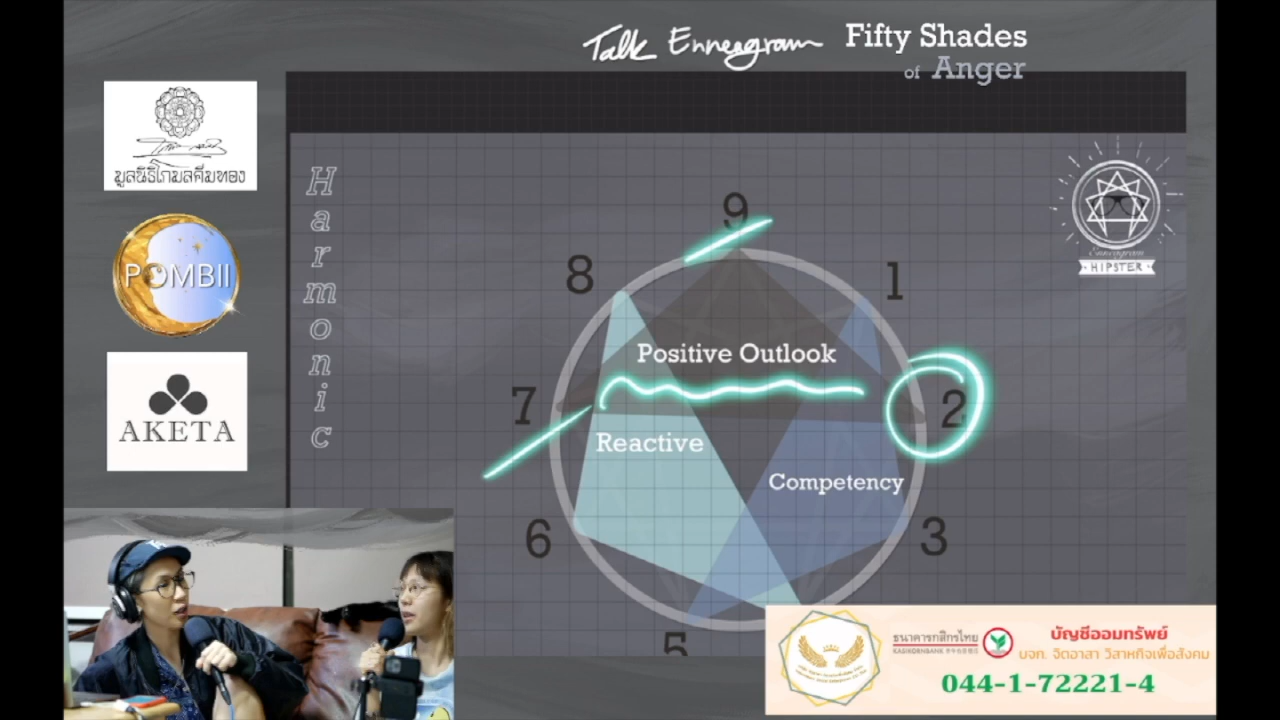 Talk Enneagram
Fifty Shades
of Anger
มูลนิธิโกมลคีมทอง
POMBII
AKETA
Harmonic
HIPSTER
9
8
1
Positive Outlook
7
2
Reactive
Competency
6
3
5
ธนาคารกสิกรไทย
KASIKORNBANK
บัญชีออมทรัพย์
มจก. จิตอาสา วิสาหกิจเพื่อสังคม
044-1-72221-4